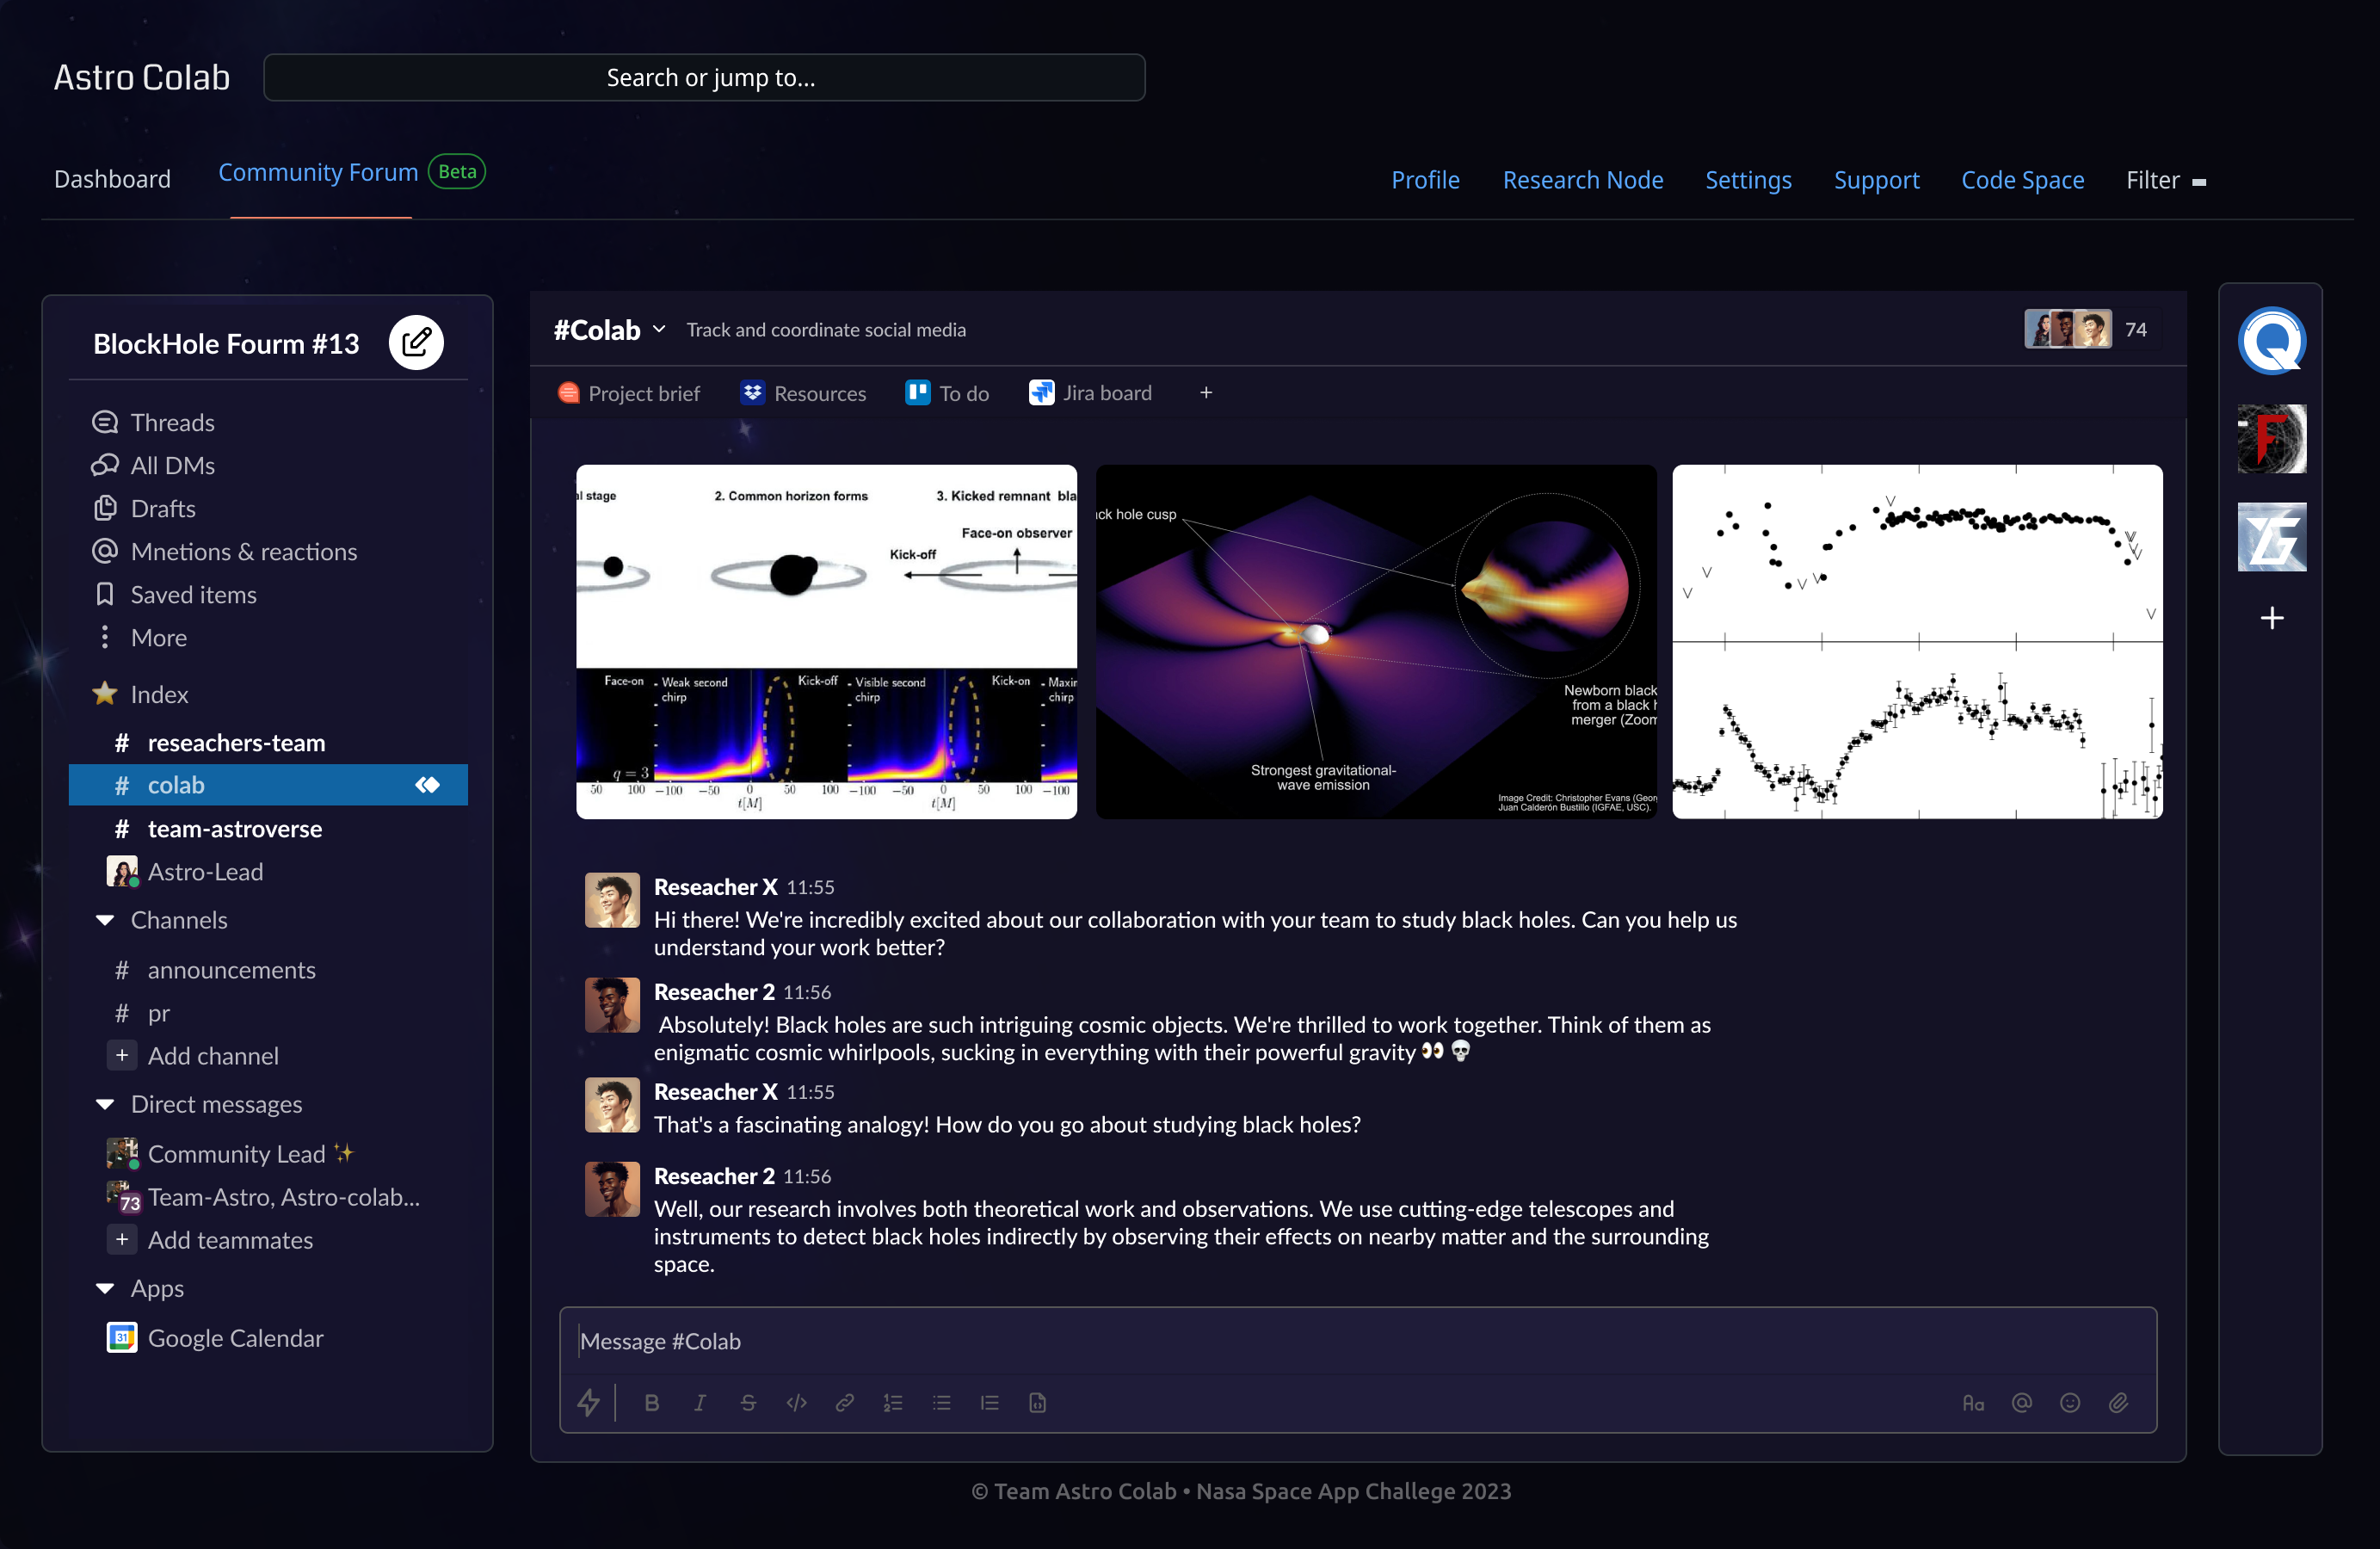 Astro Colab
Search or jump to...
Dashboard
Community Forum
Beta
Profile
Research Node
Settings
Support
Code Space
Filter
BlockHole Fourm #13
Threads
All DMs
Drafts
Mnetions & reactions
Saved items
More
Index
# reseachers-team
# colab
# team-astroverse
Astro-Lead
Channels
# announcements
# pr
+ Add channel
Direct messages
Community Lead ✨
73 Team-Astro, Astro-colab...
+ Add teammates
Apps
31 Google Calendar
#Colab
Track and coordinate social media
74
Project brief
Resources
To do
Jira board
+
al stage
2. Common horizon forms
3. Kicked remnant bla
Face-on observer
Kick-off
Face-on
Weak second
chirp
Kick-off
Visible second
chirp
Kick-on
Maxin
chirp
q = 3
50 100 −100 −50 0 50 100 −100 −50 0 50 100 −100
t[M]
t[M]
ck hole cusp
Newborn black
from a black h
merger (Zoom
Strongest gravitational-
wave emission
Image Credit: Christopher Evans (Geor
Juan Calderón Bustillo (IGFAE, USC).
Reseacher X 11:55
Hi there! We're incredibly excited about our collaboration with your team to study black holes. Can you help us
understand your work better?
Reseacher 2 11:56
Absolutely! Black holes are such intriguing cosmic objects. We're thrilled to work together. Think of them as
enigmatic cosmic whirlpools, sucking in everything with their powerful gravity 👀 💀
Reseacher X 11:55
That's a fascinating analogy! How do you go about studying black holes?
Reseacher 2 11:56
Well, our research involves both theoretical work and observations. We use cutting-edge telescopes and
instruments to detect black holes indirectly by observing their effects on nearby matter and the surrounding
space.
Message #Colab
B I S </>
Aa @
Q
F
+
© Team Astro Colab • Nasa Space App Challege 2023